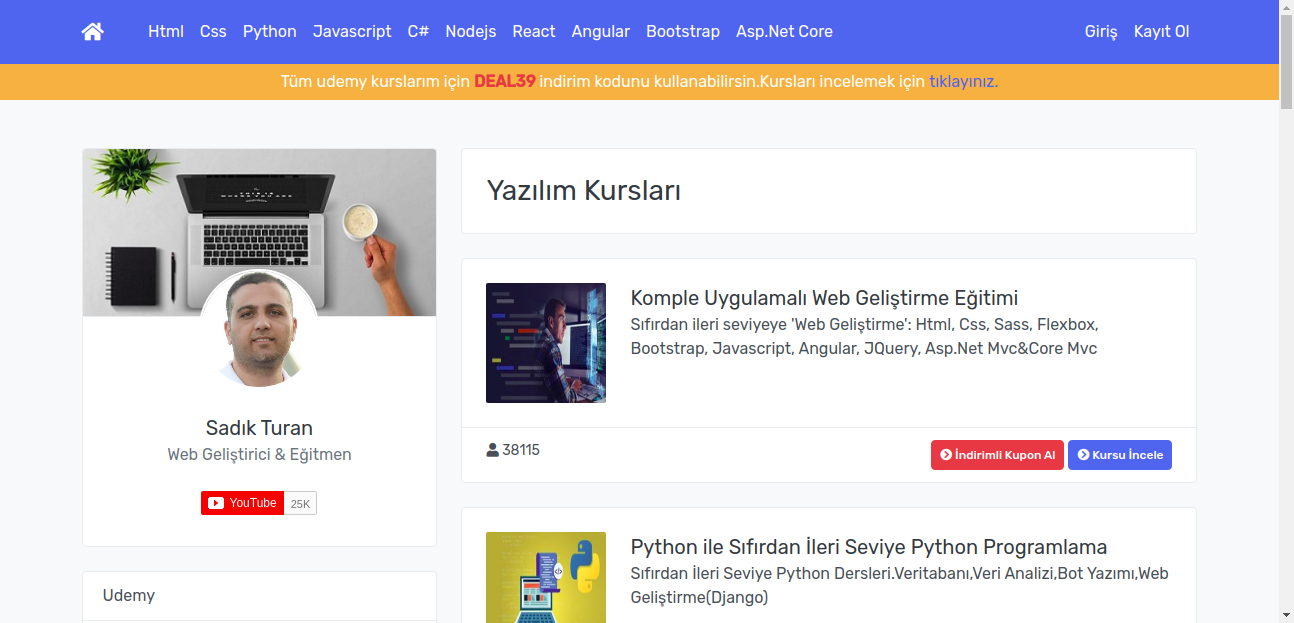 Html Css Python Javascript C# Nodejs React Angular Bootstrap Asp.Net Core Giriş Kayıt Ol
Tüm udemy kurslarım için DEAL39 indirim kodunu kullanabilirsin.Kursları incelemek için tıklayınız.
Sadık Turan
Web Geliştirici & Eğitmen
YouTube 25K
Udemy
Yazılım Kursları
Komple Uygulamalı Web Geliştirme Eğitimi
Sıfırdan ileri seviyeye 'Web Geliştirme': Html, Css, Sass, Flexbox,
Bootstrap, Javascript, Angular, JQuery, Asp.Net Mvc&Core Mvc
38115 İndirimli Kupon Al Kursu İncele
Python ile Sıfırdan İleri Seviye Python Programlama
Sıfırdan İleri Seviye Python Dersleri.Veritabanı,Veri Analizi,Bot Yazımı,Web
Geliştirme(Django)